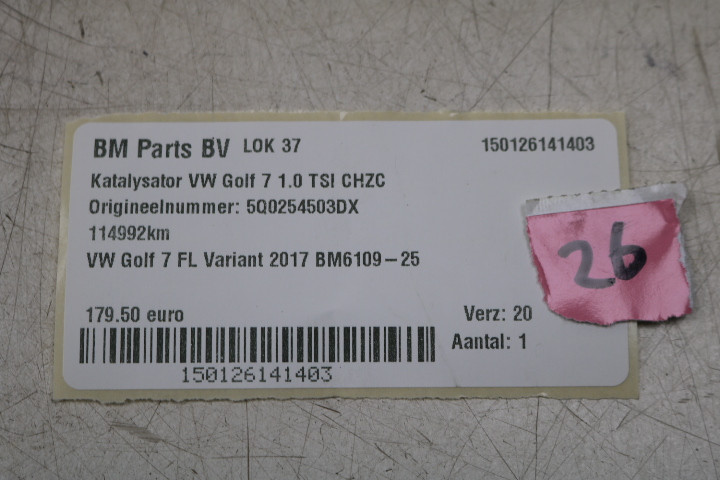 BM Parts BV LOK 37 150126141403
Katalysator VW Golf 7 1.0 TSI CHZC
Origineelnummer: 5Q0254503DX
114992km
VW Golf 7 FL Variant 2017 BM6109-25
26
179.50 euro Verz: 20
Aantal: 1
150126141403